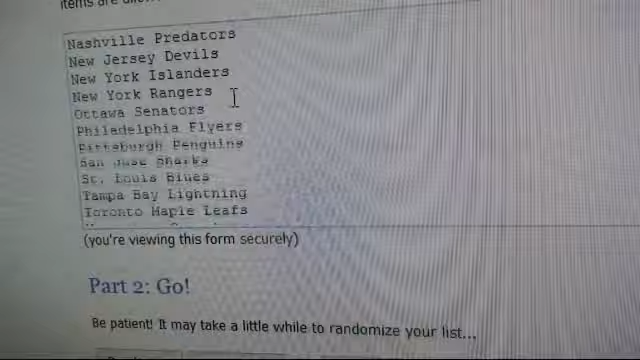 items are
Nashville Predators
New Jersey Devils
New York Islanders
New York Rangers
Ottawa Senators
Philadelphia Flyers
Pittsburgh Penguins
San Jose Sharks
St. Louis Blues
Tampa Bay Lightning
Toronto Maple Leafs
(you're viewing this form securely)
Part 2: Go!
Be patient! It may take a little while to randomize your list...